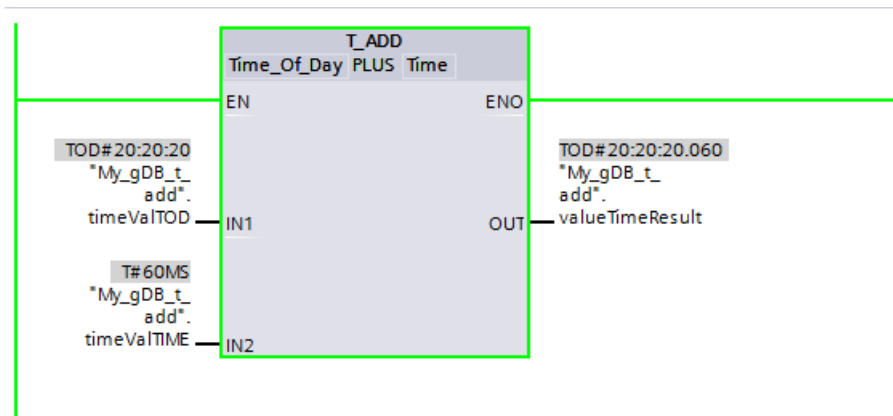 T_ADD
Time_Of_Day PLUS Time
EN ENO
TOD#20:20:20
"My_gDB_t_
add".
timeValTOD
IN1
TOD#20:20:20.060
"My_gDB_t_
add".
valueTimeResult
OUT
T#60MS
"My_gDB_t_
add".
timeValTIME
IN2